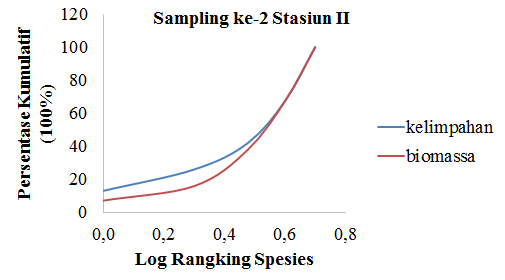 Sampling ke-2 Stasiun II
120
100
80
60
40
20
0
Persentase Kumulatif
(100%)
0,0 0,2 0,4 0,6 0,8
Log Rangking Spesies
kelimpahan
biomassa